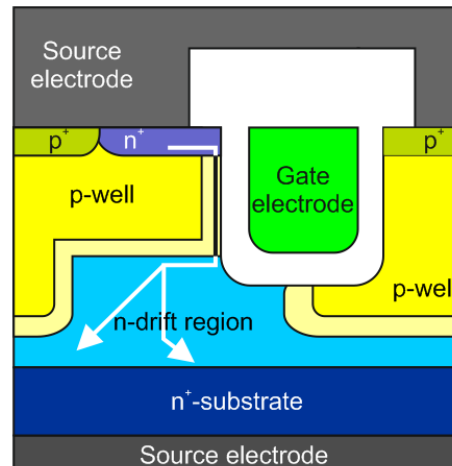 Source
electrode
p+ n+ p+
p-well
Gate
electrode
p-wel
n-drift region
n+-substrate
Source electrode